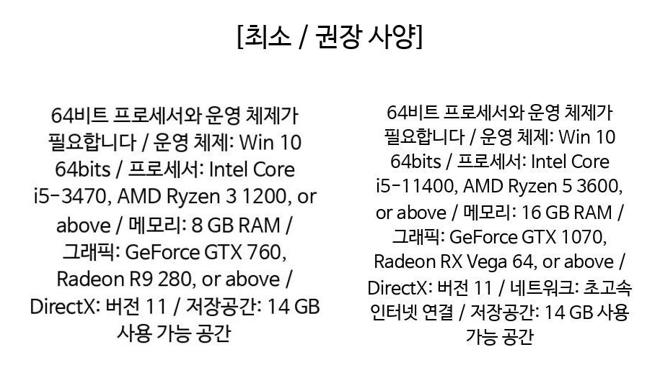 [최소 / 권장 사양]
64비트 프로세서와 운영 체제가
필요합니다 / 운영 체제: Win 10
64bits / 프로세서: Intel Core
i5-3470, AMD Ryzen 3 1200, or
above / 메모리: 8 GB RAM /
그래픽: GeForce GTX 760,
Radeon R9 280, or above /
DirectX: 버전 11 / 저장공간: 14 GB
사용 가능 공간
64비트 프로세서와 운영 체제가
필요합니다 / 운영 체제: Win 10
64bits / 프로세서: Intel Core
i5-11400, AMD Ryzen 5 3600,
or above / 메모리: 16 GB RAM /
그래픽: GeForce GTX 1070,
Radeon RX Vega 64, or above /
DirectX: 버전 11 / 네트워크: 초고속
인터넷 연결 / 저장공간: 14 GB 사용
가능 공간